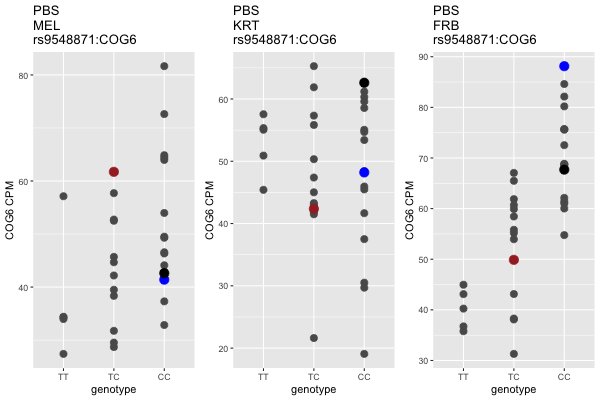 PBS
MEL
rs9548871:COG6
80
60
40
COG6 CPM
TT
TC
CC
genotype
PBS
KRT
rs9548871:COG6
60
50
40
30
20
COG6 CPM
TT
TC
CC
genotype
PBS
FRB
rs9548871:COG6
90
80
70
60
50
40
30
COG6 CPM
TT
TC
CC
genotype